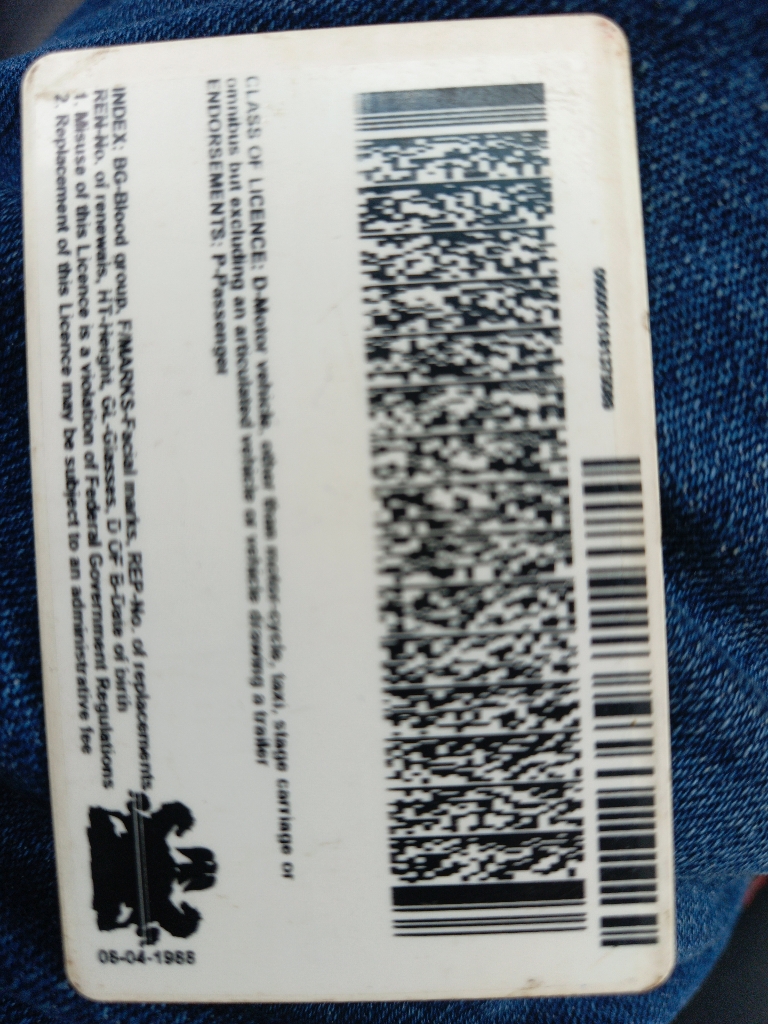 CLASS OF LICENCE: D-Motor vehicle, other than motor-cycle, taxi, stage carriage or
omnibus but excluding an articulated vehicle or vehicle drawing a trailer
ENDORSEMENTS: P-Passenger
INDEX: BG-Blood group, F/MARKS-Facial marks, REP-No. of replacements
REN-No. of renewals, HT-Height, GL-Glasses, D OF B-Date of birth
1. Misuse of this Licence is a violation of Federal Government Regulations
2. Replacement of this Licence may be subject to an administrative fee
06-04-1988